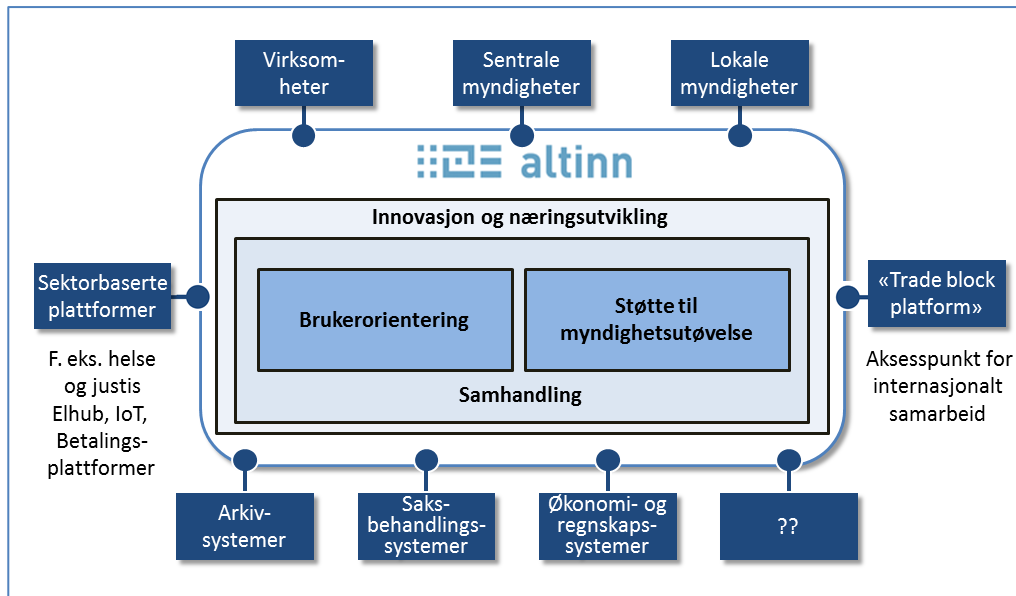 Virksom-
heter
Sentrale
myndigheter
Lokale
myndigheter
altinn
Innovasjon og næringsutvikling
Sektorbaserte
plattformer
F. eks. helse
og justis
Elhub, IoT,
Betalings-
plattformer
Brukerorientering
Støtte til
myndighetsutøvelse
Samhandling
«Trade block
platform»
Aksesspunkt for
internasjonalt
samarbeid
Arkiv-
systemer
Saks-
behandlings-
systemer
Økonomi- og
regnskaps-
systemer
??